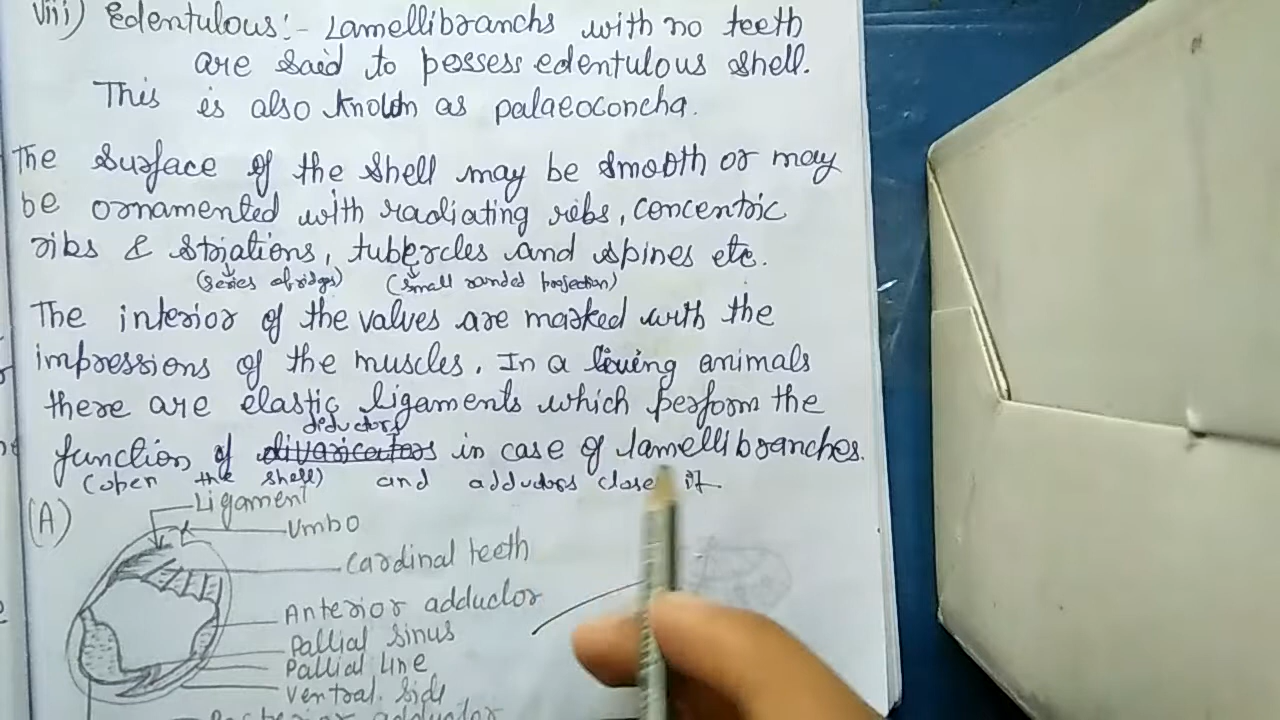 viii) Edentulous:- Lamellibranchs with no teeth
are said to possess edentulous shell.
This is also known as palaeoconcha.
The surface of the shell may be smooth or may
be ornamented with radiating ribs, concentric
ribs & striations, tubercles and spines etc.
(series of ridges) (small rounded projection)
The interior of the valves are marked with the
impressions of the muscles. In a living animals
there are elastic ligaments which perform the
deductors
function of divaricators in case of lamellibranches.
(open the shell) and adductors close it
(A) Ligament
Umbo
Cardinal teeth
Anterior adductor
Pallial sinus
Pallial line
Ventral side
Posterior adductor